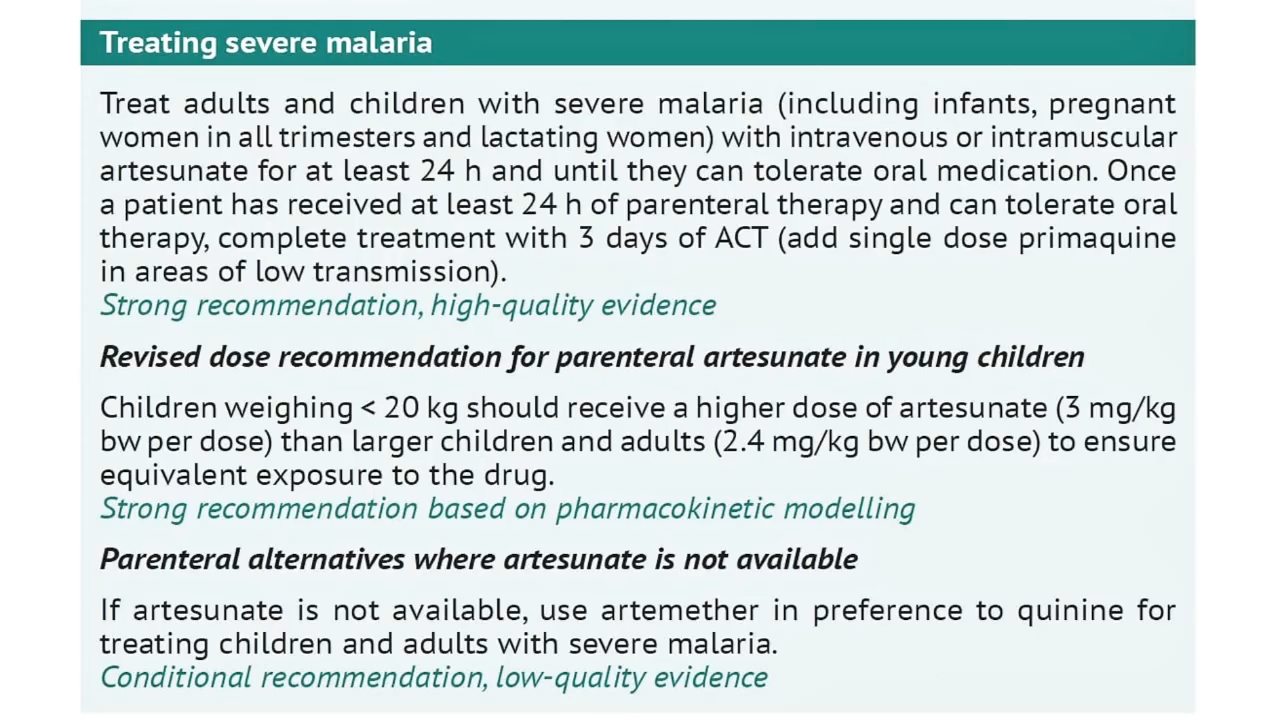 Treating severe malaria
Treat adults and children with severe malaria (including infants, pregnant
women in all trimesters and lactating women) with intravenous or intramuscular
artesunate for at least 24 h and until they can tolerate oral medication. Once
a patient has received at least 24 h of parenteral therapy and can tolerate oral
therapy, complete treatment with 3 days of ACT (add single dose primaquine
in areas of low transmission).
Strong recommendation, high-quality evidence
Revised dose recommendation for parenteral artesunate in young children
Children weighing < 20 kg should receive a higher dose of artesunate (3 mg/kg
bw per dose) than larger children and adults (2.4 mg/kg bw per dose) to ensure
equivalent exposure to the drug.
Strong recommendation based on pharmacokinetic modelling
Parenteral alternatives where artesunate is not available
If artesunate is not available, use artemether in preference to quinine for
treating children and adults with severe malaria.
Conditional recommendation, low-quality evidence